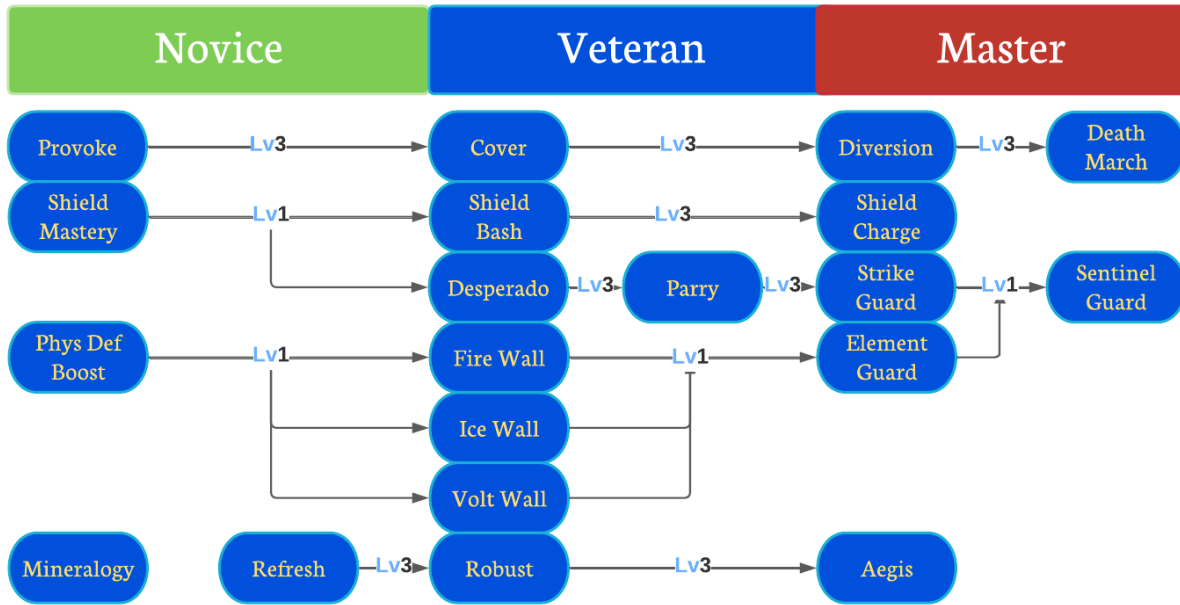 Novice
Veteran
Master
Provoke
Lv3
Cover
Lv3
Diversion
Lv3
Death
March
Shield
Mastery
Lv1
Shield
Bash
Lv3
Shield
Charge
Desperado
Lv3
Parry
Lv3
Strike
Guard
Lv1
Sentinel
Guard
Phys Def
Boost
Lv1
Fire Wall
Lv1
Element
Guard
Ice Wall
Volt Wall
Mineralogy
Refresh
Lv3
Robust
Lv3
Aegis